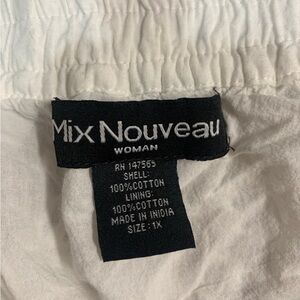 Mix Nouveau
WOMAN
RN 147565
SHELL:
100%COTTON
LINING:
100%COTTON
MADE IN INDIA
SIZE: 1X